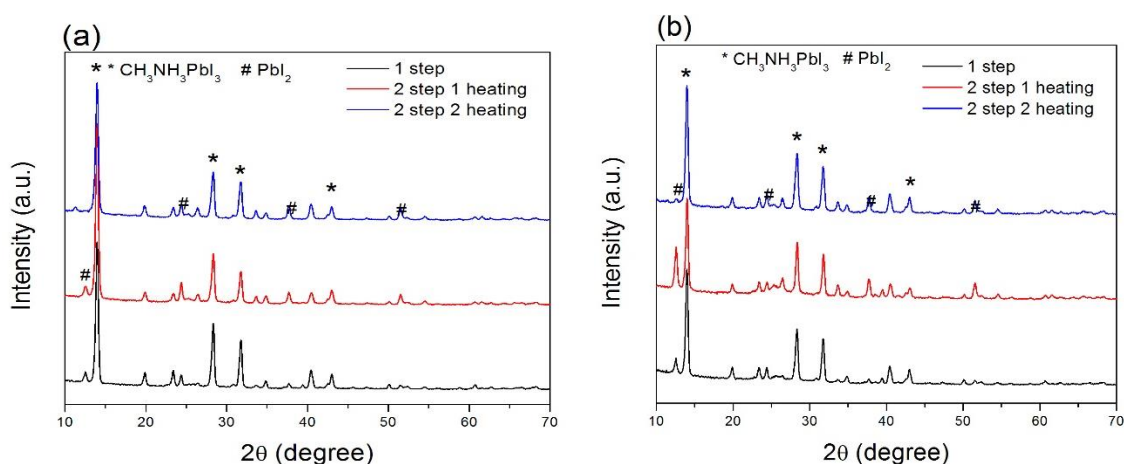 (a)
* CH₃NH₃PbI₃ # PbI₂
1 step
2 step 1 heating
2 step 2 heating
*
*
*
*
#
#
#
#
Intensity (a.u.)
10 20 30 40 50 60 70
2θ (degree)
(b)
* CH₃NH₃PbI₃ # PbI₂
1 step
2 step 1 heating
2 step 2 heating
*
*
*
*
#
#
#
#
Intensity (a.u.)
10 20 30 40 50 60 70
2θ (degree)